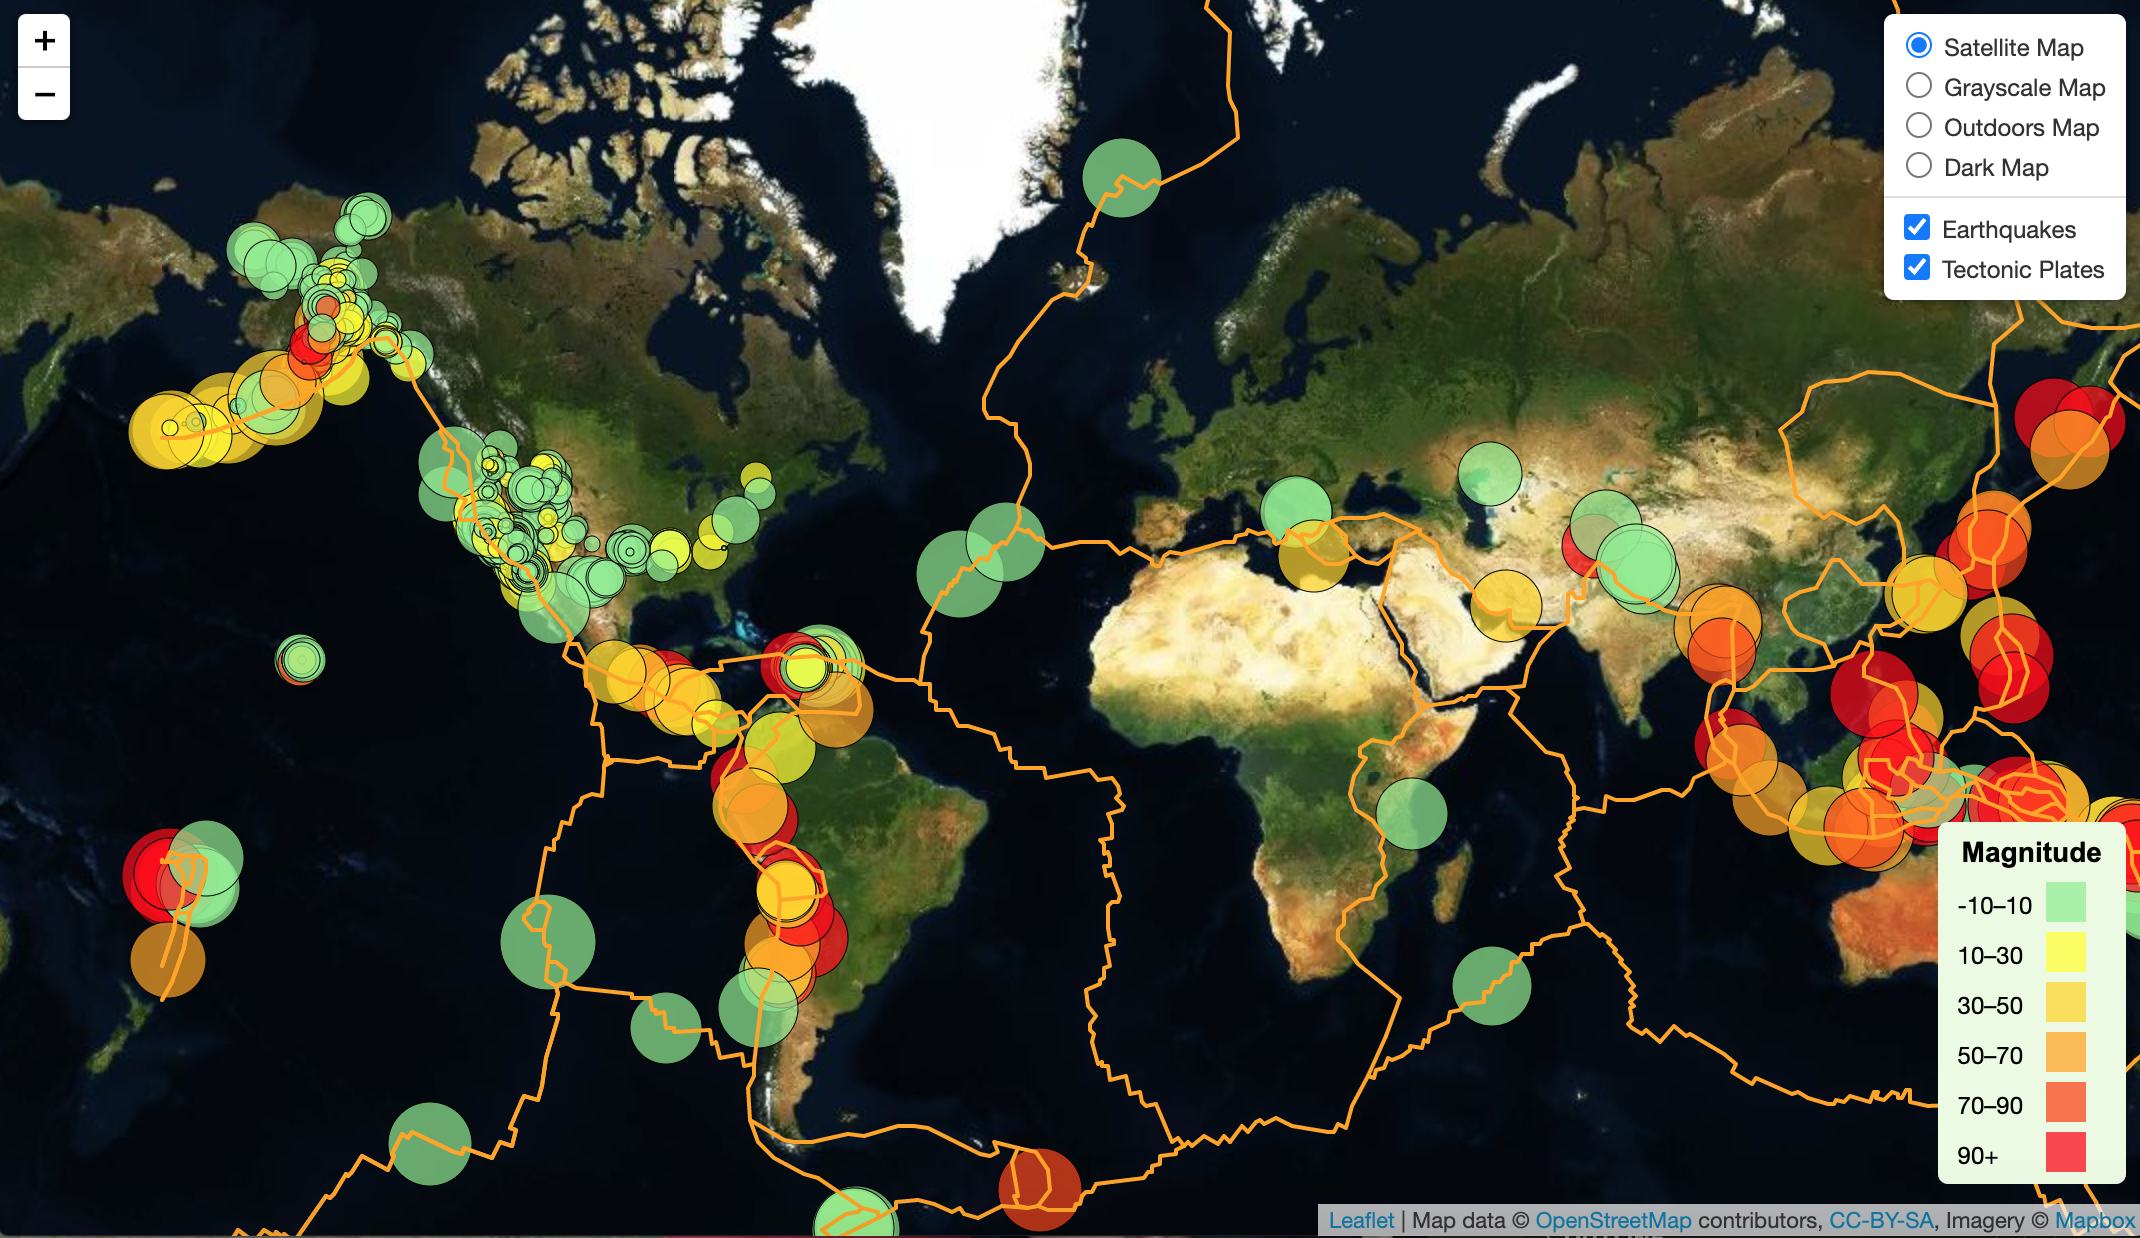 +
−
Satellite Map
Grayscale Map
Outdoors Map
Dark Map
Earthquakes
Tectonic Plates
Magnitude
-10–10
10–30
30–50
50–70
70–90
90+
Leaflet | Map data © OpenStreetMap contributors, CC-BY-SA, Imagery © Mapbox